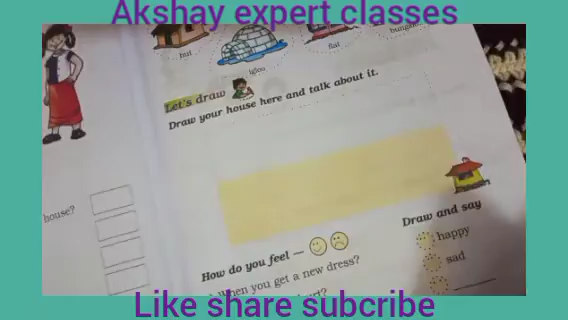 Akshay expert classes
hut
igloo
flat
Let's draw
Draw your house here and talk about it.
house?
Draw and say
How do you feel —
happy
when you get a new dress?
sad
Like share subcribe